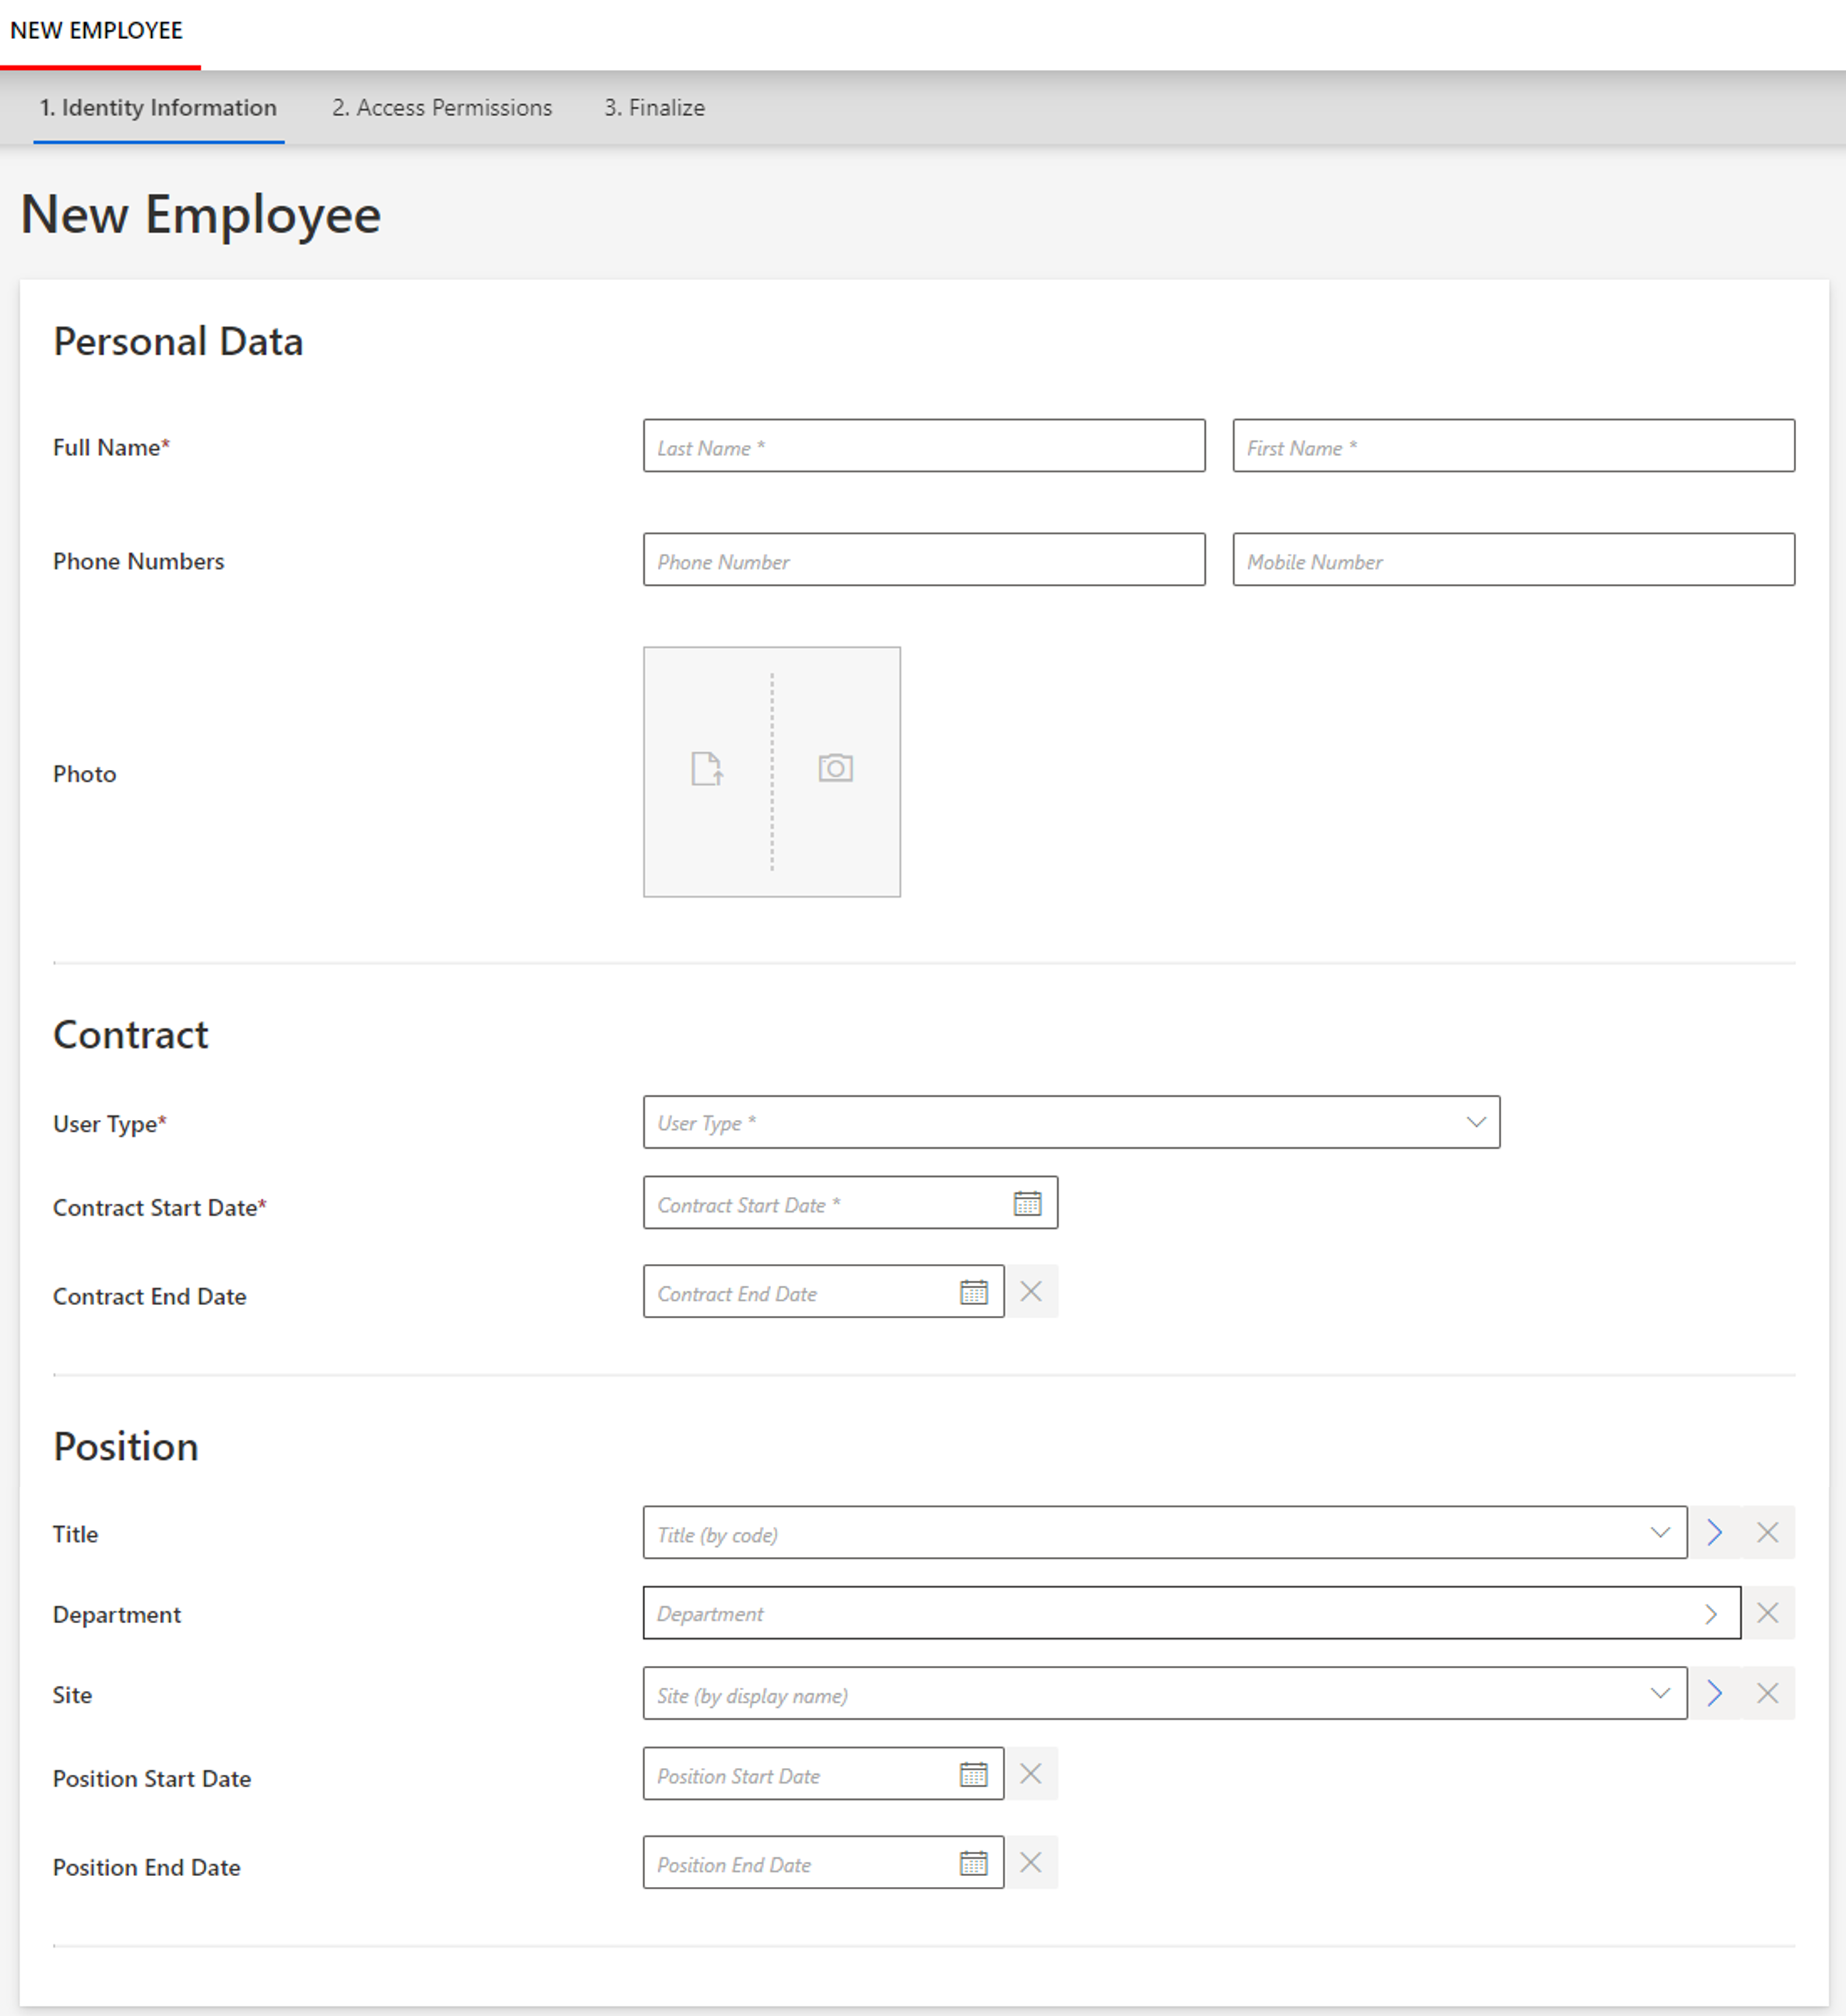 NEW EMPLOYEE
1. Identity Information 2. Access Permissions 3. Finalize
New Employee
Personal Data
Full Name* Last Name * First Name *
Phone Numbers Phone Number Mobile Number
Photo
Contract
User Type* User Type *
Contract Start Date* Contract Start Date *
Contract End Date Contract End Date
Position
Title Title (by code)
Department Department
Site Site (by display name)
Position Start Date Position Start Date
Position End Date Position End Date